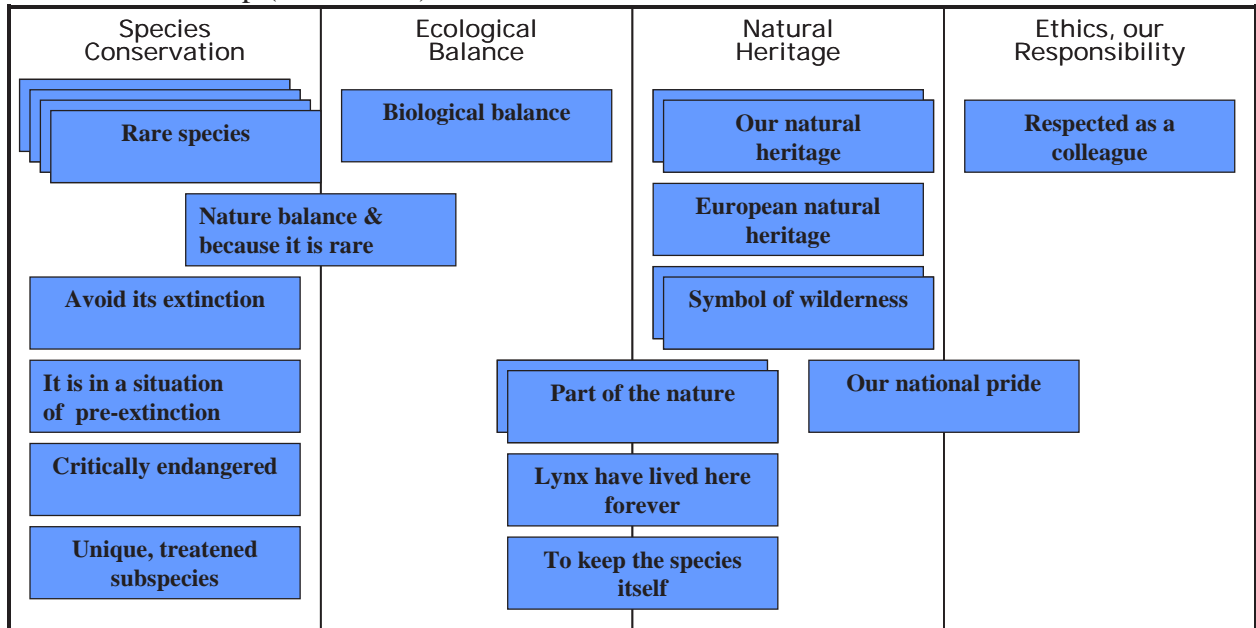 Species
Conservation
Ecological
Balance
Natural
Heritage
Ethics, our
Responsibility
Rare species
Biological balance
Our natural
heritage
Respected as a
colleague
Nature balance &
because it is rare
European natural
heritage
Avoid its extinction
Symbol of wilderness
It is in a situation
of pre-extinction
Part of the nature
Our national pride
Critically endangered
Lynx have lived here
forever
Unique, treatened
subspecies
To keep the species
itself